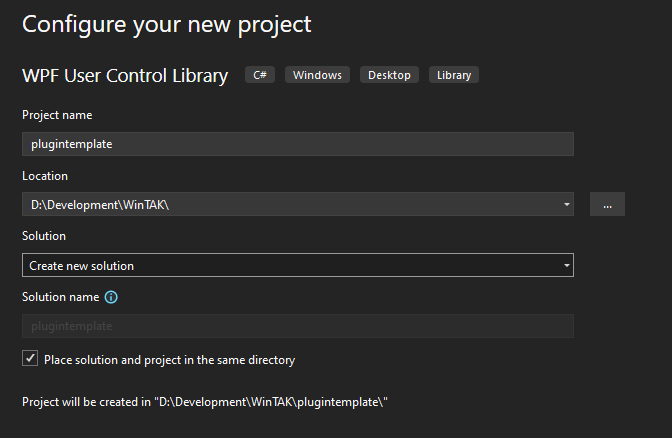 Configure your new project
WPF User Control Library C# Windows Desktop Library
Project name
plugintemplate
Location
D:\Development\WinTAK\ ...
Solution
Create new solution
Solution name
plugintemplate
Place solution and project in the same directory
Project will be created in "D:\Development\WinTAK\plugintemplate\"